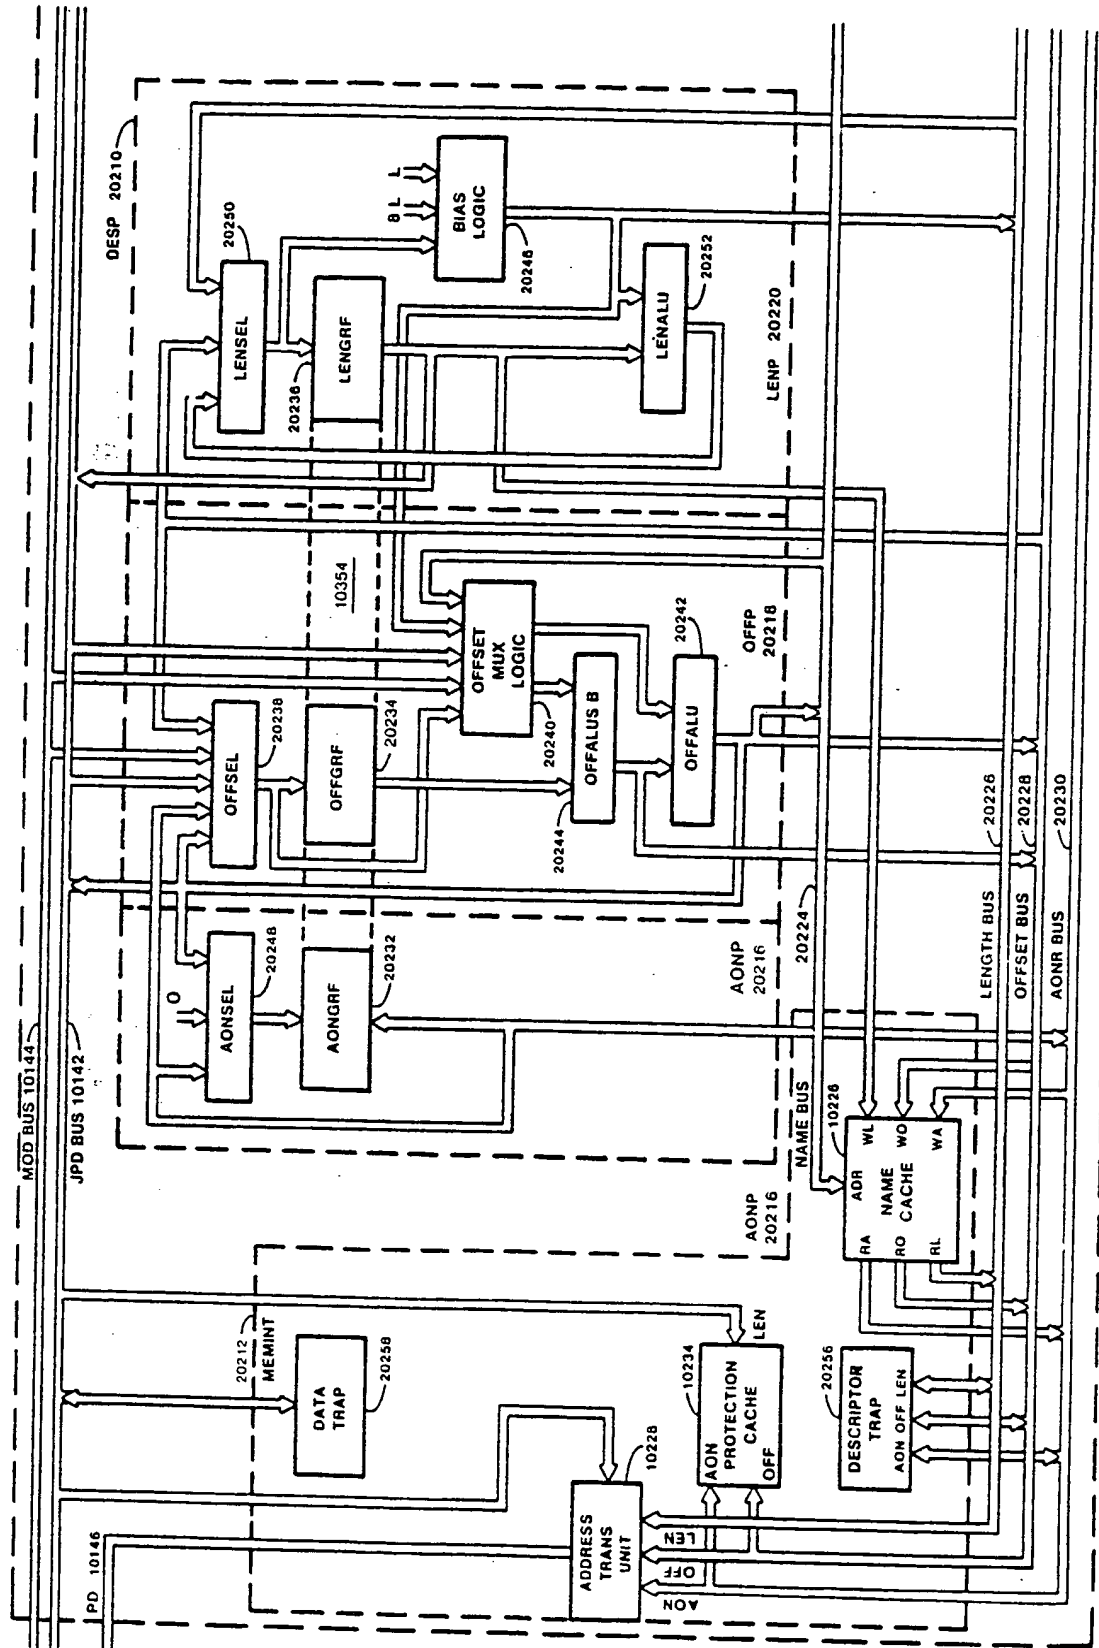 MOD BUS 10144
JPD BUS 10142
PD 10146
DESP 20210
LENSEL
20250
20236
LENGRF
BIAS
LOGIC
20246
8L
L
LENALU
20252
LENP 20220
10354
OFFSEL
20238
OFFGRF
20234
OFFSET
MUX
LOGIC
20240
OFFALUS B
20244
OFFALU
20242
OFFP
20218
AONSEL
20248
O
AONGRF
20232
AONP
20216
20224
NAME BUS
LENGTH BUS
20226
OFFSET BUS
20228
AONR BUS
20230
AONP
20216
10226
ADR
NAME
CACHE
WL
WO
WA
RA
RO
RL
20212
MEMINT
DATA
TRAP
20258
10234
LEN
AON
PROTECTION
CACHE
OFF
20256
DESCRIPTOR
TRAP
AON OFF LEN
10228
ADDRESS
TRANS
UNIT
LEN
OFF
AON